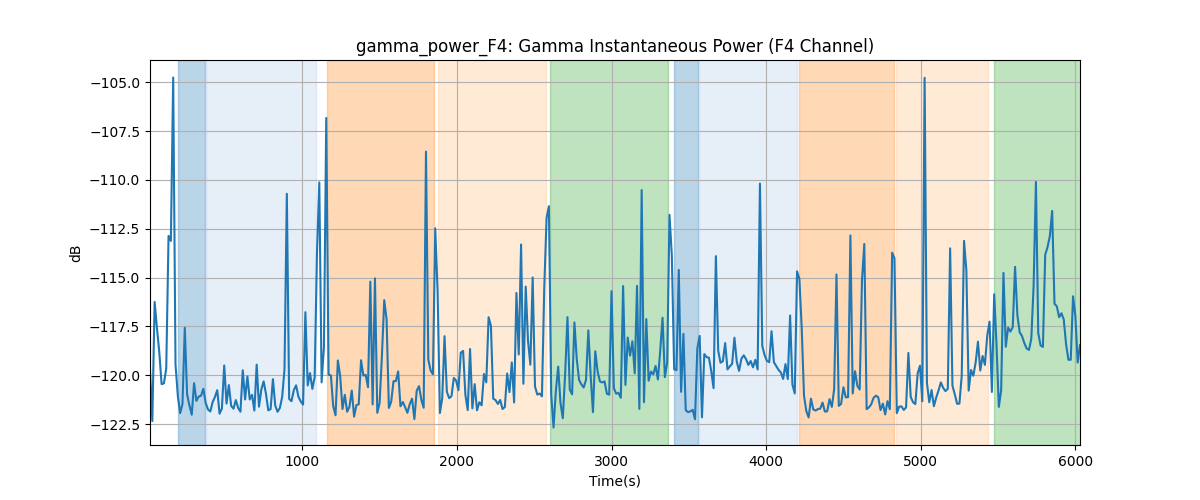 gamma_power_F4: Gamma Instantaneous Power (F4 Channel)
−105.0
−107.5
−110.0
−112.5
−115.0
−117.5
−120.0
−122.5
dB
1000 2000 3000 4000 5000 6000
Time(s)